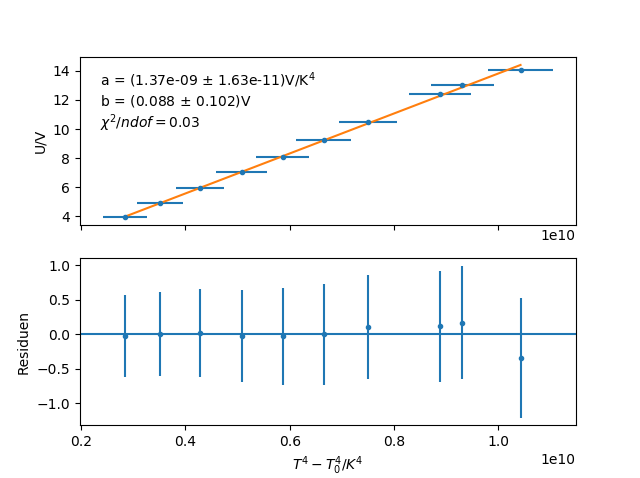 14
12
10
8
6
4
U/V
a = (1.37e-09 ± 1.63e-11)V/K⁴
b = (0.088 ± 0.102)V
χ²/ndof = 0.03
1e10
1.0
0.5
0.0
−0.5
−1.0
Residuen
0.2 0.4 0.6 0.8 1.0
1e10
T⁴ − T₀⁴/K⁴